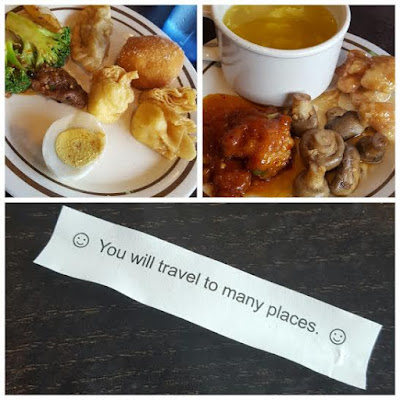 ☺ You will travel to many places. ☺